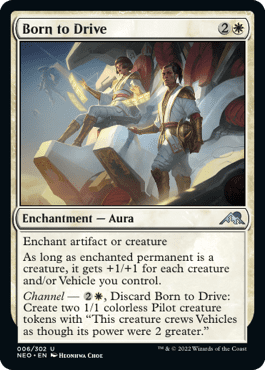 Born to Drive 2
Enchantment — Aura
Enchant artifact or creature
As long as enchanted permanent is a
creature, it gets +1/+1 for each creature
and/or Vehicle you control.
Channel — 2, Discard Born to Drive:
Create two 1/1 colorless Pilot creature
tokens with “This creature crews Vehicles
as though its power were 2 greater.”
006/302 U
NEO • EN Heonhwa Choe
™ & © 2022 Wizards of the Coast